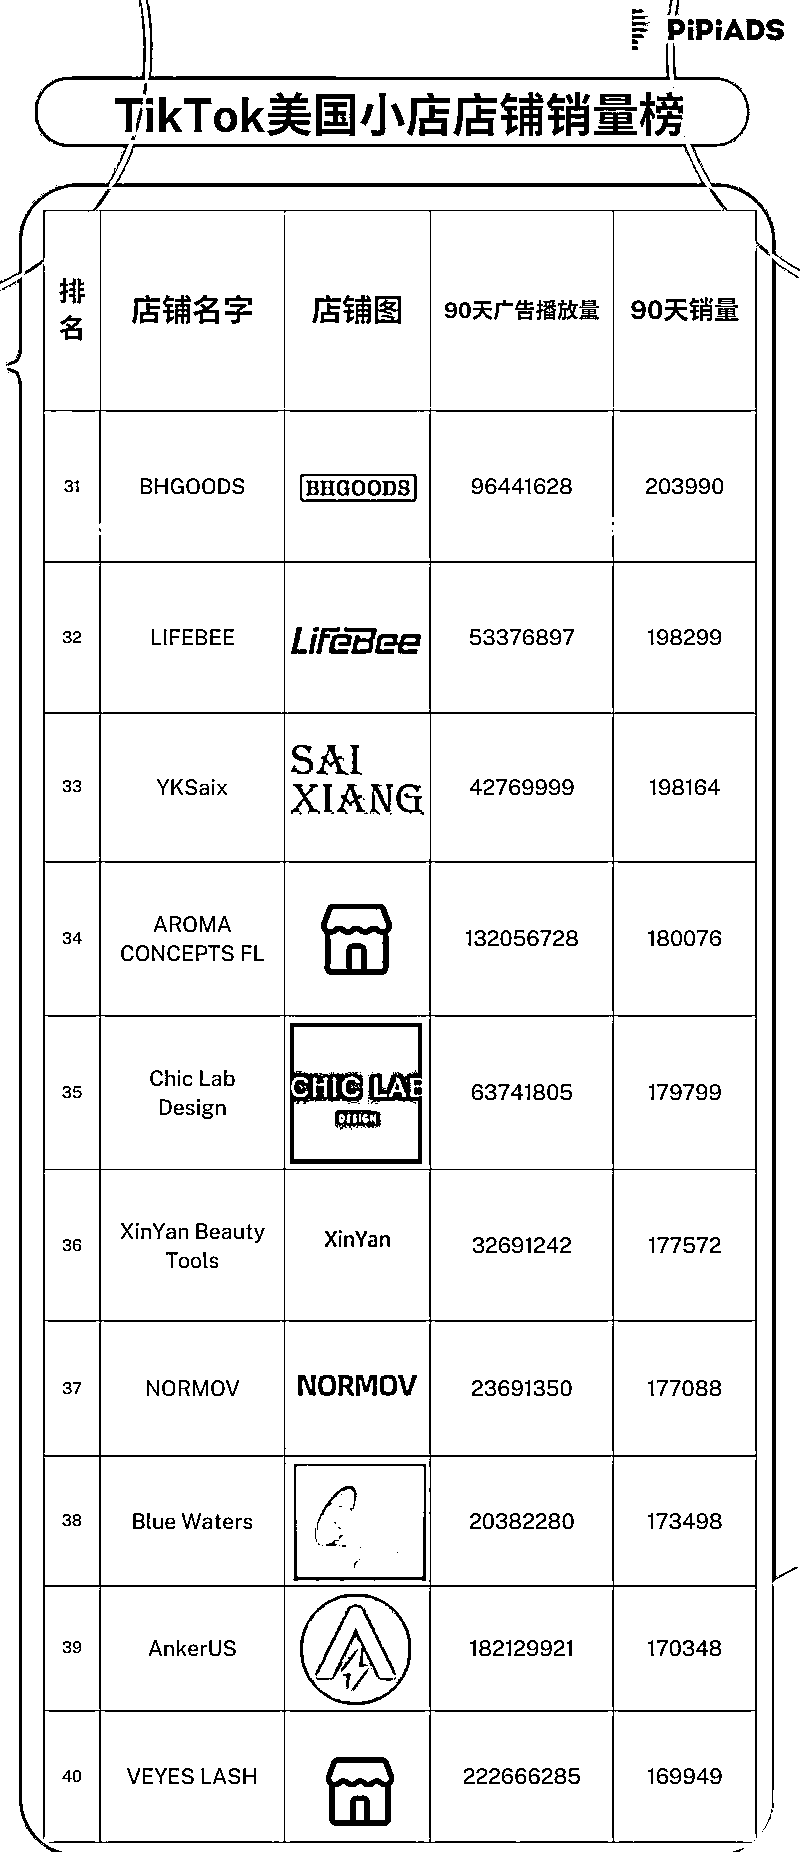 PiPiADS
TikTok美国小店店铺销量榜
排名 店铺名字 店铺图 90天广告播放量 90天销量
31 BHGOODS BHGOODS 96441628 203990
32 LIFEBEE LifeBee 53376897 198299
33 YKSaix SAI XIANG 42769999 198164
34 AROMA CONCEPTS FL 132056728 180076
35 Chic Lab Design CHIC LAB DESIGN 63741805 179799
36 XinYan Beauty Tools XinYan 32691242 177572
37 NORMOV NORMOV 23691350 177088
38 Blue Waters 20382280 173498
39 AnkerUS 182129921 170348
40 VEYES LASH 222666285 169949